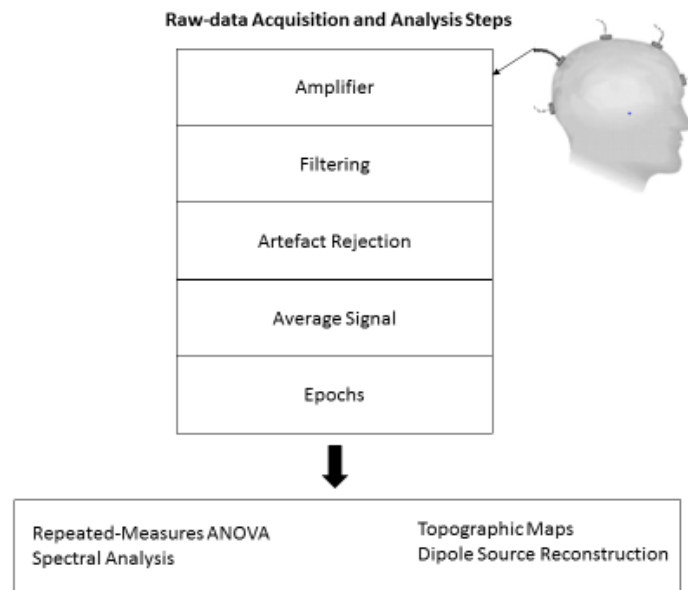 Raw-data Acquisition and Analysis Steps
Amplifier
Filtering
Artefact Rejection
Average Signal
Epochs
Repeated-Measures ANOVA
Spectral Analysis
Topographic Maps
Dipole Source Reconstruction